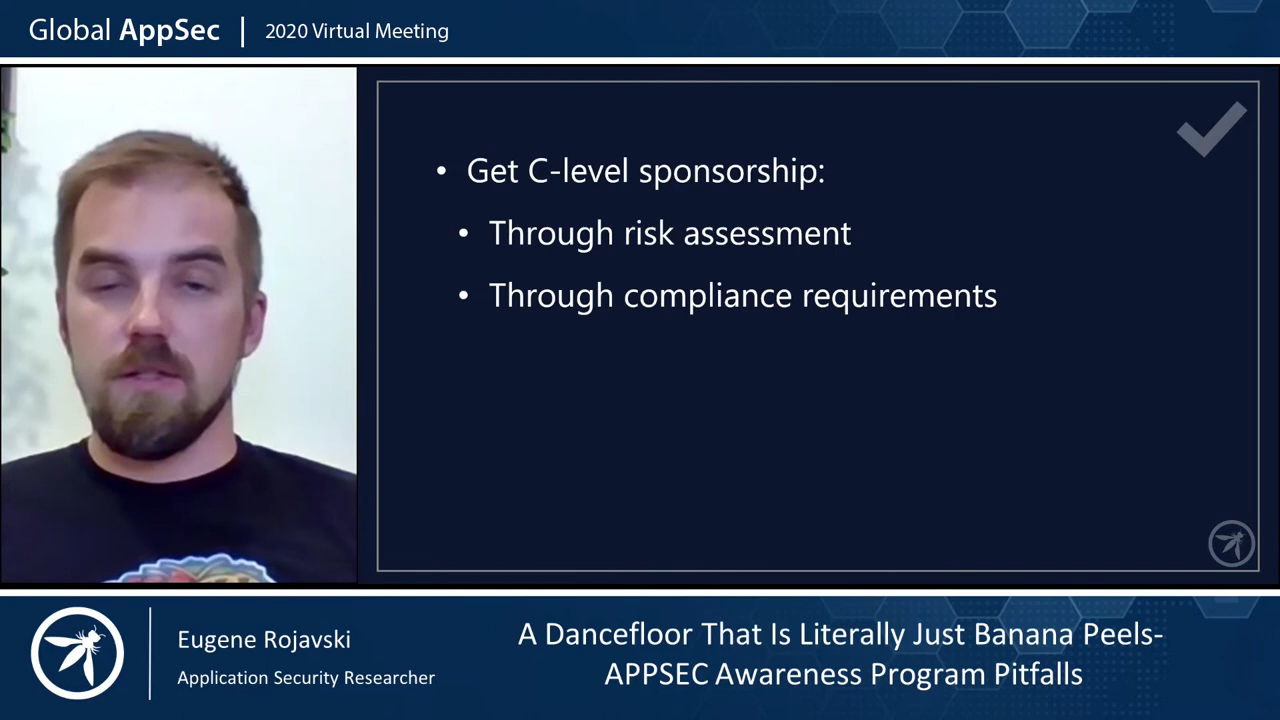 Global AppSec | 2020 Virtual Meeting
• Get C-level sponsorship:
• Through risk assessment
• Through compliance requirements
Eugene Rojavski
Application Security Researcher
A Dancefloor That Is Literally Just Banana Peels-
APPSEC Awareness Program Pitfalls